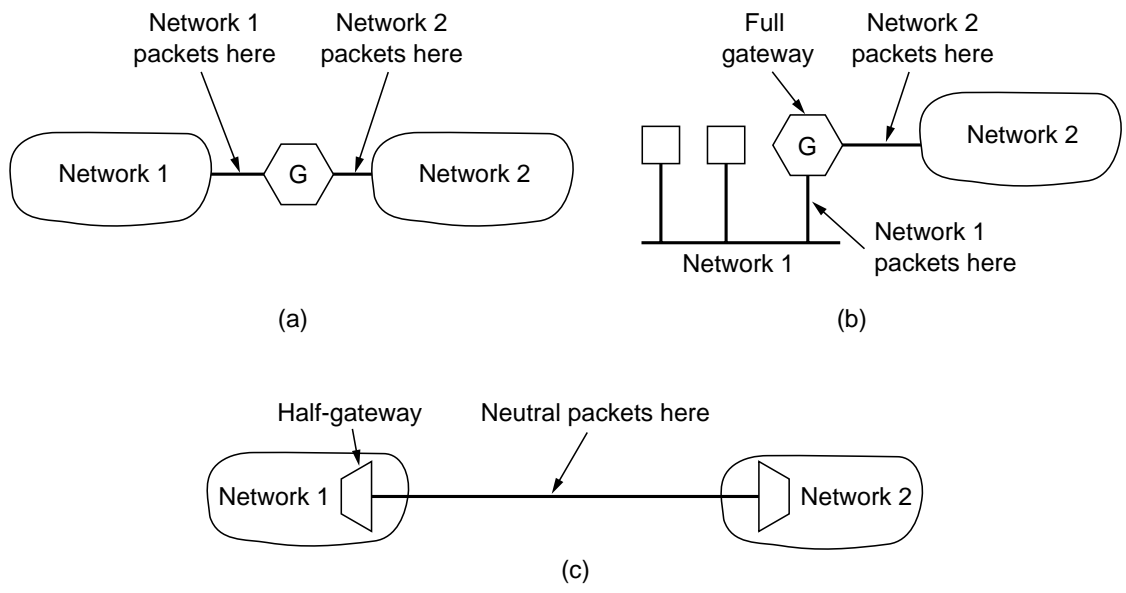 Network 1
packets here
Network 2
packets here
Network 1
G
Network 2
(a)
Full
gateway
Network 2
packets here
G
Network 2
Network 1
packets here
Network 1
(b)
Half-gateway
Neutral packets here
Network 1
Network 2
(c)